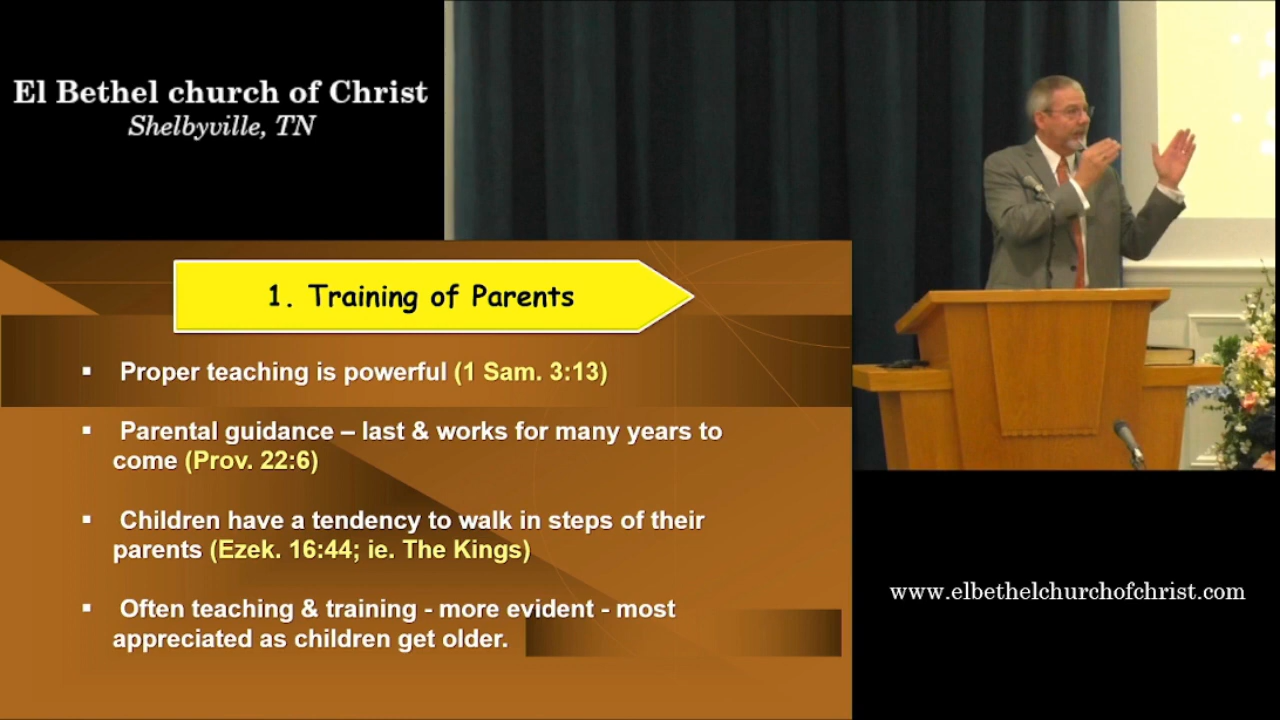 El Bethel church of Christ
Shelbyville, TN
1. Training of Parents
▪ Proper teaching is powerful (1 Sam. 3:13)
▪ Parental guidance – last & works for many years to
come (Prov. 22:6)
▪ Children have a tendency to walk in steps of their
parents (Ezek. 16:44; ie. The Kings)
▪ Often teaching & training - more evident - most
appreciated as children get older.
www.elbethelchurchofchrist.com